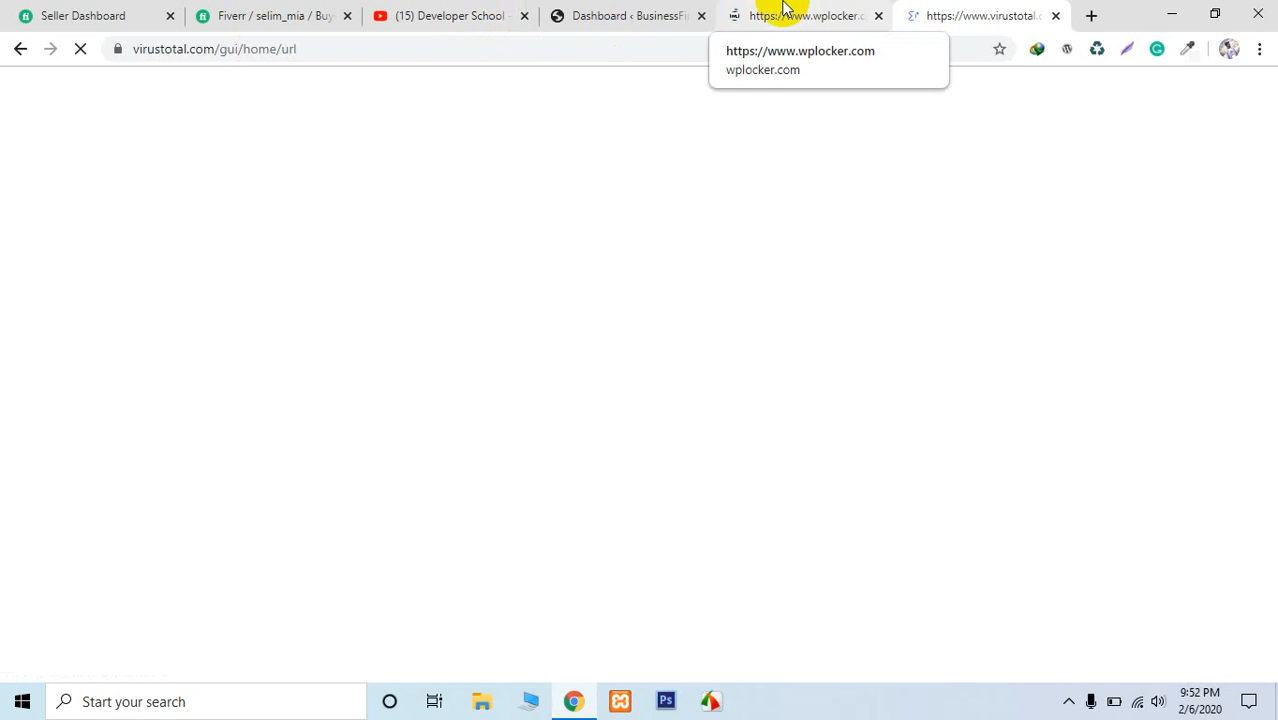 Seller Dashboard
Fiverr / selim_mia / Buy
(15) Developer School -
Dashboard ‹ BusinessFi
https://www.wplocker.c
https://www.virustotal.c
virustotal.com/gui/home/url
https://www.wplocker.com
wplocker.com
Start your search
Ps
9:52 PM
2/6/2020